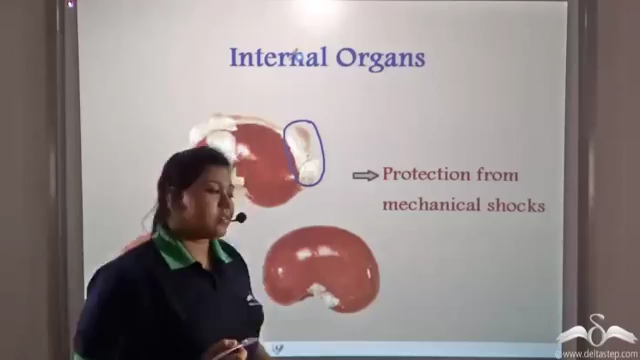 Internal Organs
Protection from
mechanical shocks
©www.deltastep.com